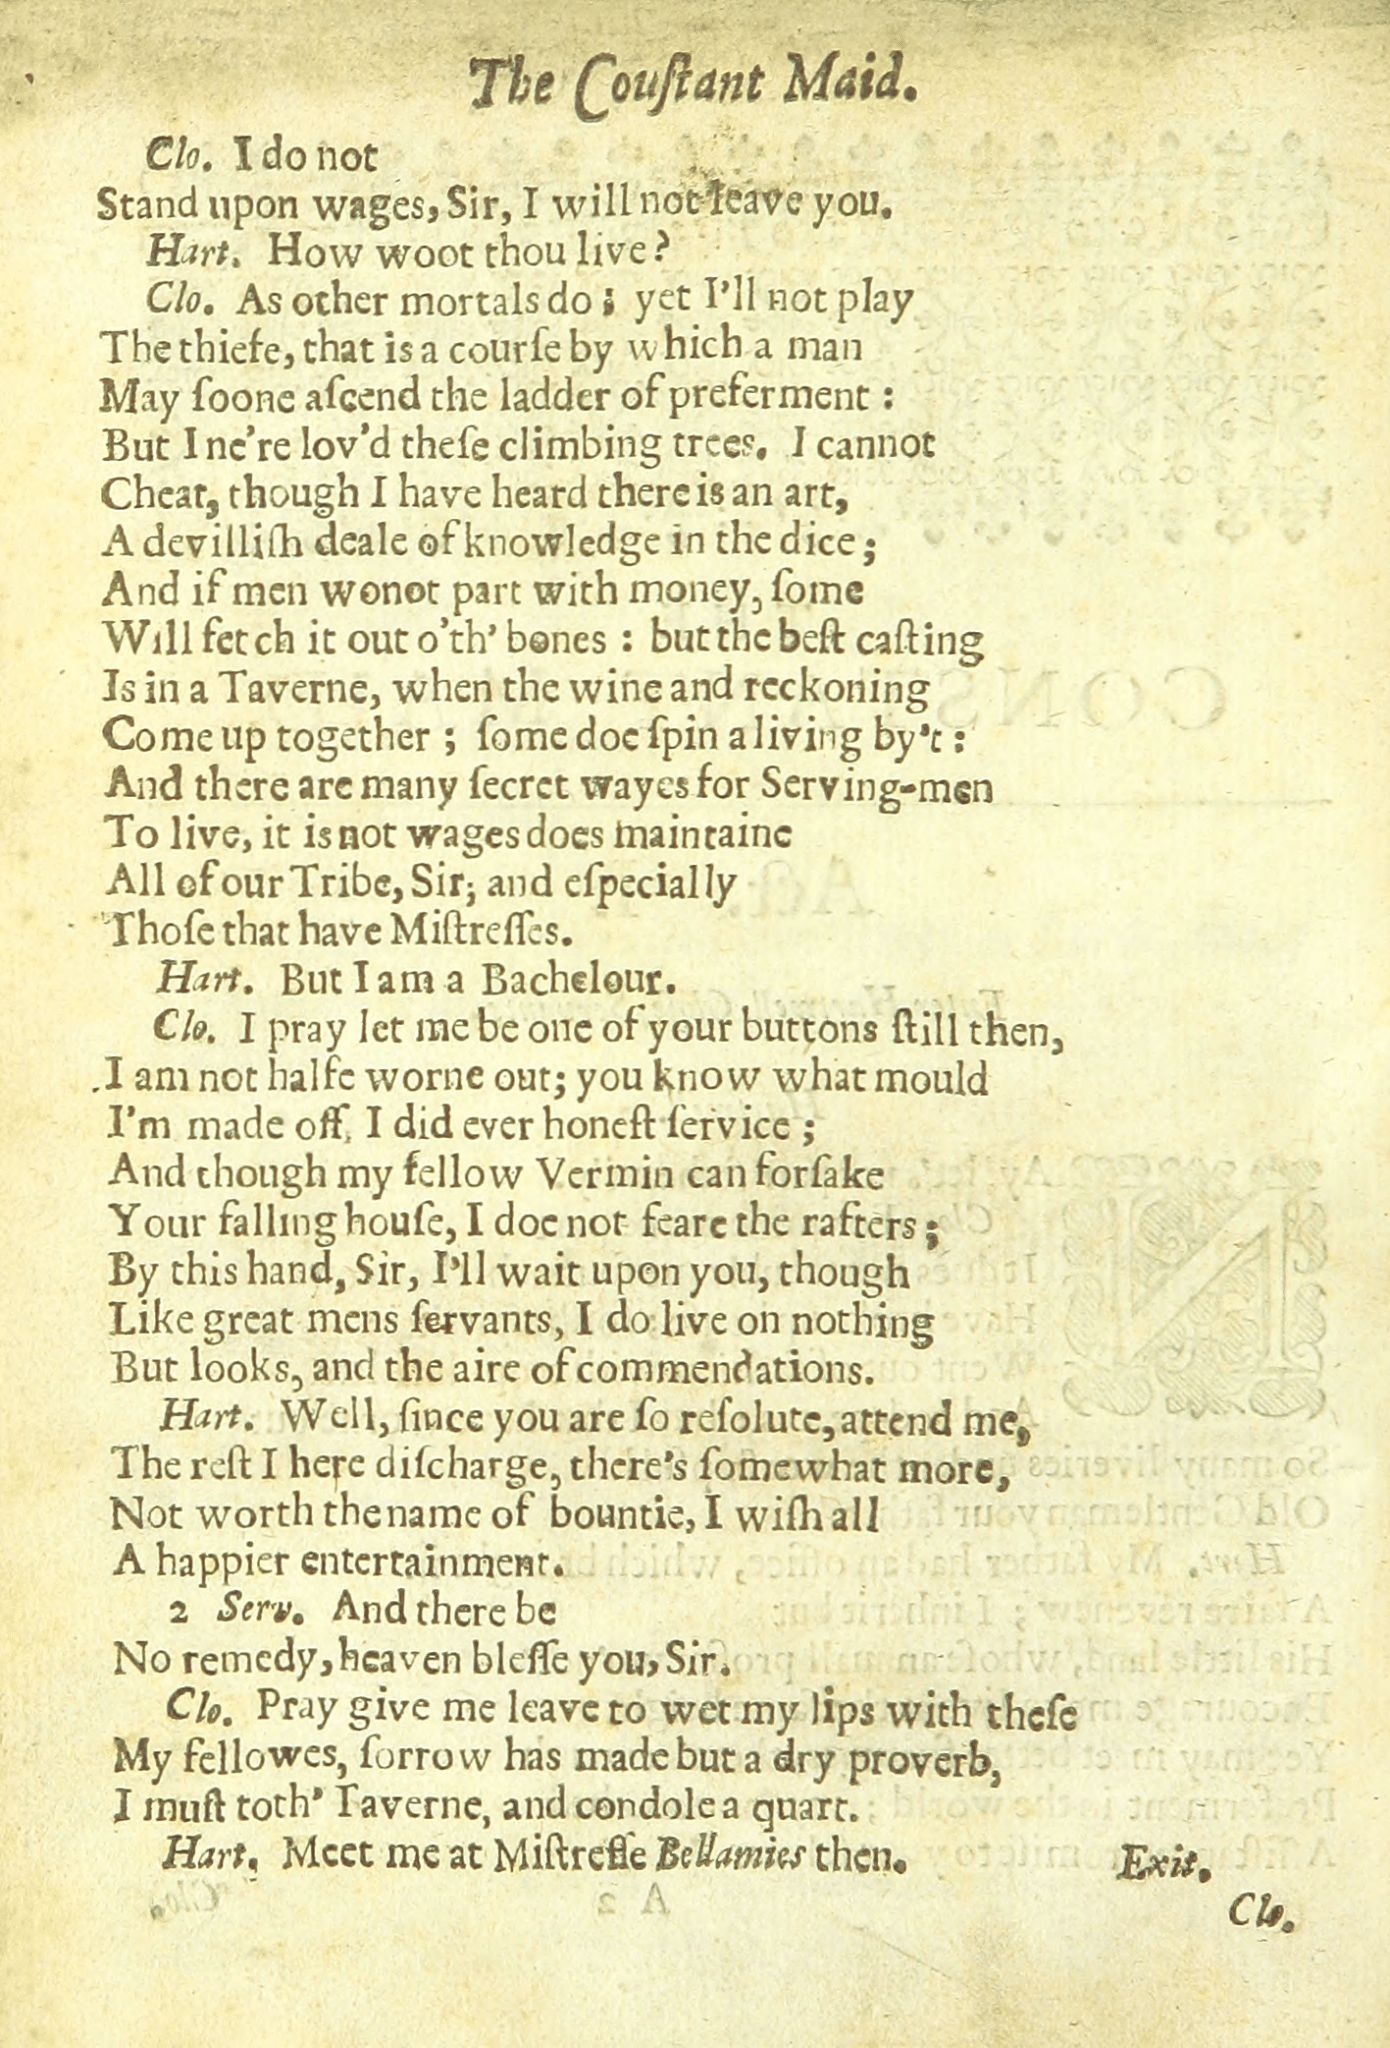 The Couſtant Maid.
Clo. I do not
Stand upon wages, Sir, I will not leave you.
Hart. How woot thou live?
Clo. As other mortals do; yet I'll not play
The thiefe, that is a courſe by which a man
May ſoone aſcend the ladder of preferment:
But I ne're lov'd theſe climbing trees. I cannot
Cheat, though I have heard there is an art,
A devilliſh deale of knowledge in the dice;
And if men wonot part with money, ſome
Will fetch it out o'th' bones: but the beſt caſting
Is in a Taverne, when the wine and reckoning
Come up together; ſome doe ſpin a living by't:
And there are many ſecret wayes for Serving-men
To live, it is not wages does maintaine
All of our Tribe, Sir; and eſpecially
Thoſe that have Miſtreſſes.
Hart. But I am a Bachelour.
Clo. I pray let me be one of your buttons ſtill then,
I am not halfe worne out; you know what mould
I'm made off, I did ever honeſt ſervice;
And though my fellow Vermin can forſake
Your falling houſe, I doe not feare the rafters;
By this hand, Sir, I'll wait upon you, though
Like great mens ſervants, I do live on nothing
But looks, and the aire of commendations.
Hart. Well, ſince you are ſo reſolute, attend me,
The reſt I here diſcharge, there's ſomewhat more,
Not worth the name of bountie, I wiſh all
A happier entertainment.
2 Serv. And there be
No remedy, heaven bleſſe you, Sir.
Clo. Pray give me leave to wet my lips with theſe
My fellowes, ſorrow has made but a dry proverb,
I muſt toth' Taverne, and condole a quart.
Hart. Meet me at Miſtreſſe Bellamies then. Exit.
Clo.